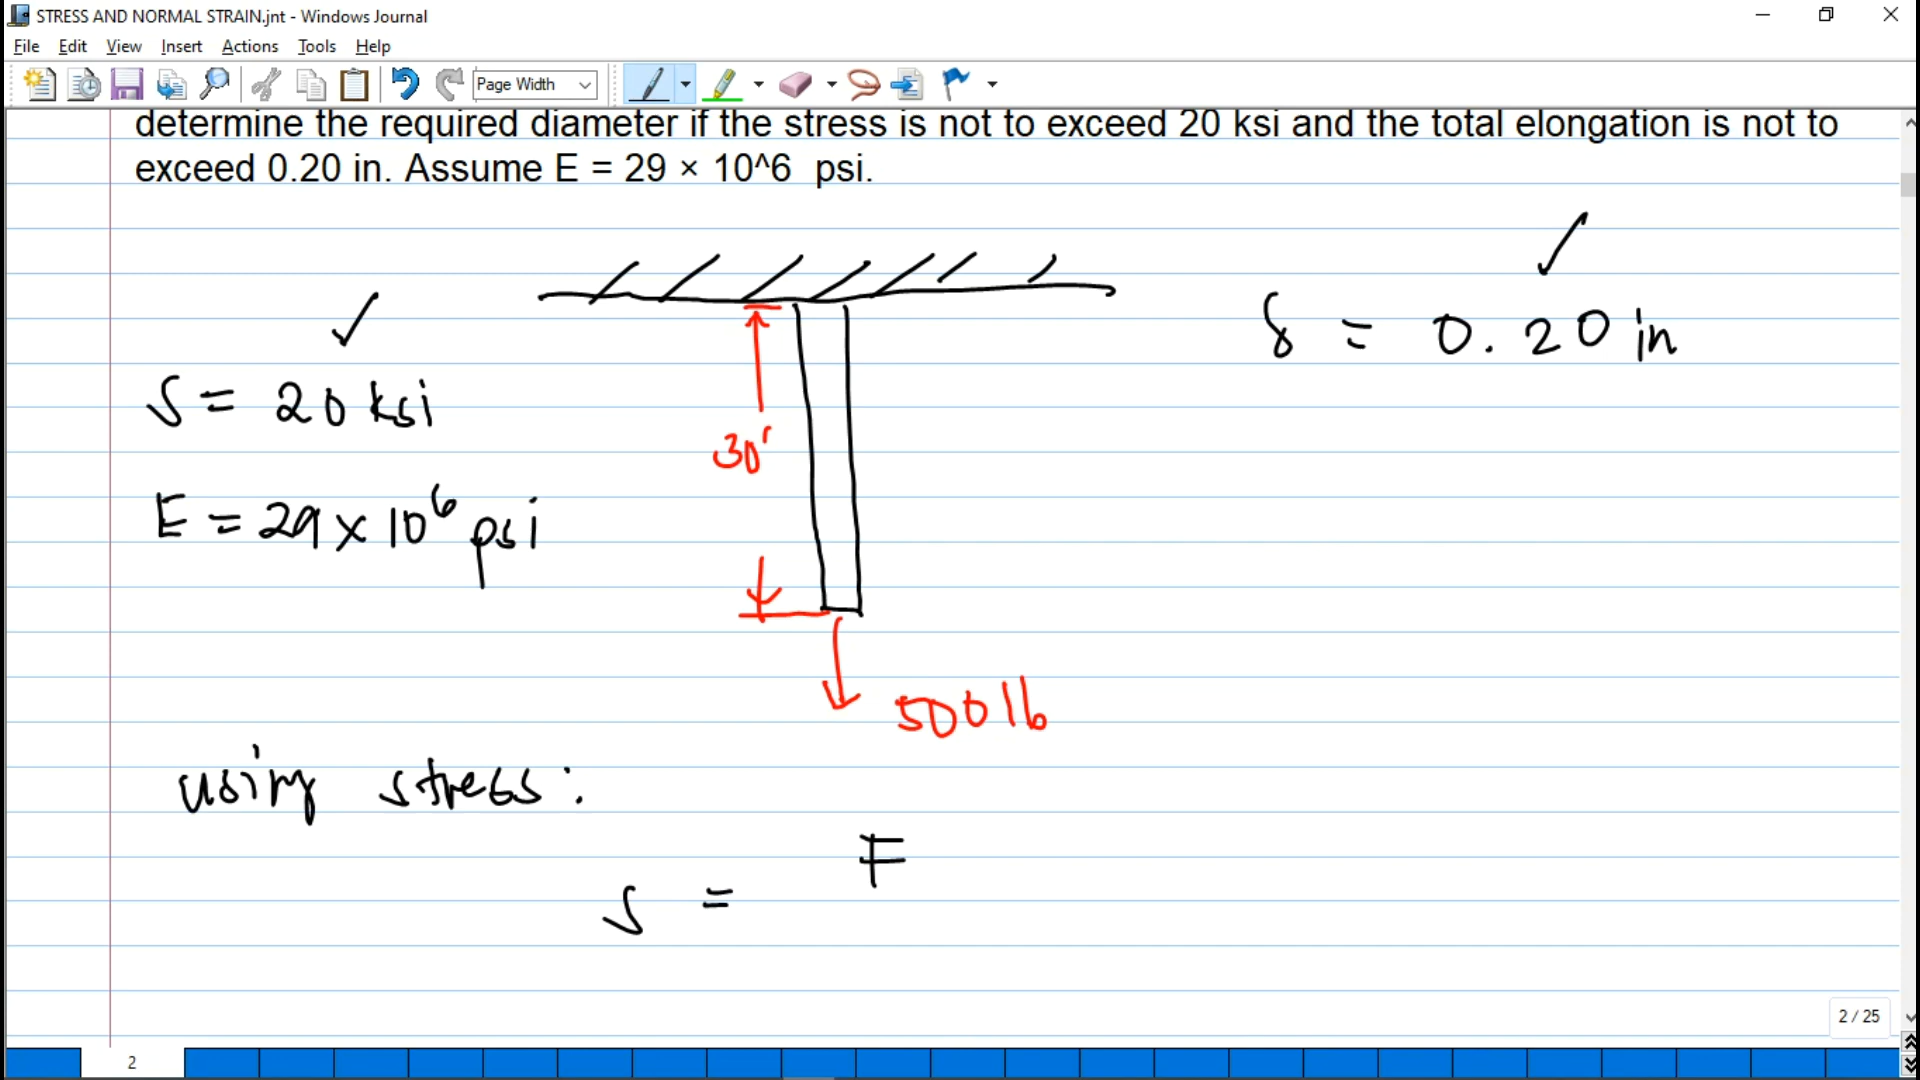 STRESS AND NORMAL STRAIN.jnt - Windows Journal
File Edit View Insert Actions Tools Help
Page Width
determine the required diameter if the stress is not to exceed 20 ksi and the total elongation is not to
exceed 0.20 in. Assume E = 29 × 10^6 psi.
δ = 0.20 in
S = 20 ksi
30'
E = 29 x 10⁶ psi
500 lb
using stress:
S = F
2 / 25
2